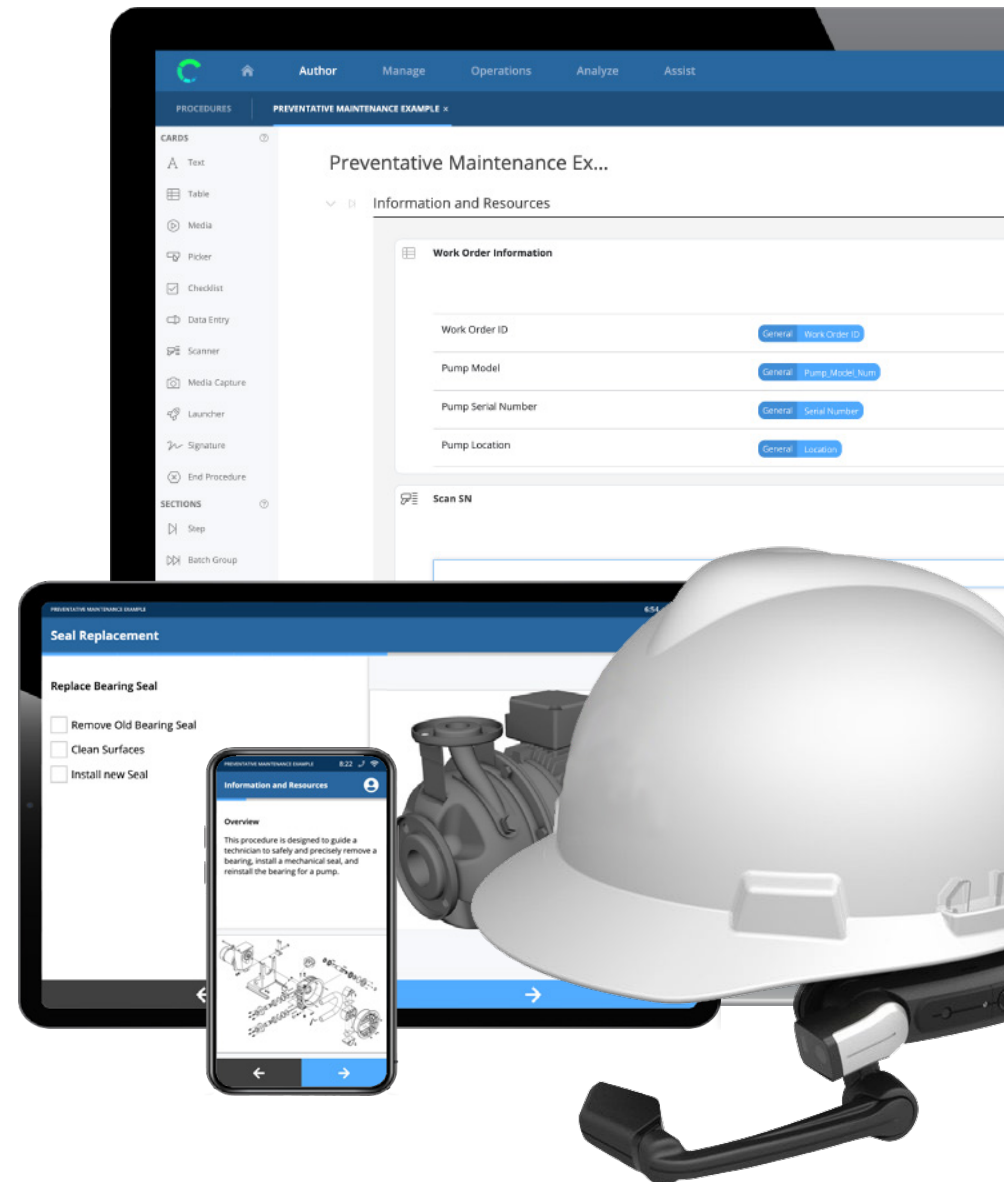 Author Manage Operations Analyze Assist
PROCEDURES PREVENTATIVE MAINTENANCE EXAMPLE ×
CARDS
Text
Table
Media
Picker
Checklist
Data Entry
Scanner
Media Capture
Launcher
Signature
End Procedure
SECTIONS
Step
Batch Group
Preventative Maintenance Ex...
Information and Resources
Work Order Information
Work Order ID General Work Order ID
Pump Model General Pump_Model_Num
Pump Serial Number General Serial Number
Pump Location General Location
Scan SN
PREVENTATIVE MAINTENANCE EXAMPLE 6:54
Seal Replacement
Replace Bearing Seal
Remove Old Bearing Seal
Clean Surfaces
Install new Seal
PREVENTATIVE MAINTENANCE EXAMPLE 8:22
Information and Resources
Overview
This procedure is designed to guide a
technician to safely and precisely remove a
bearing, install a mechanical seal, and
reinstall the bearing for a pump.